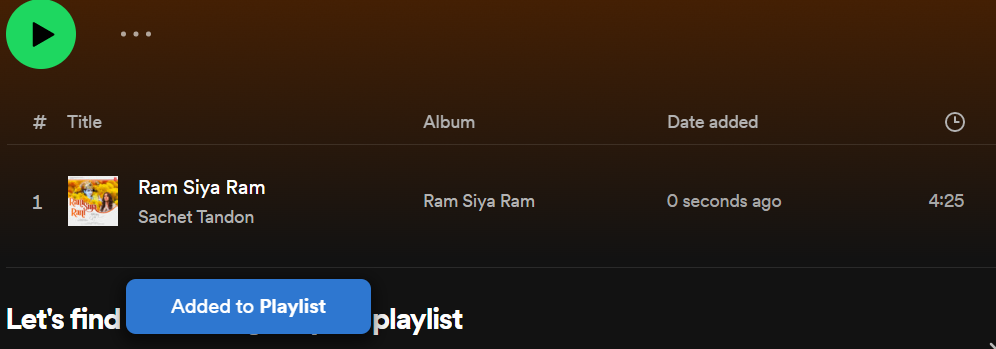 # Title Album Date added
1 Ram Siya Ram Ram Siya Ram 0 seconds ago 4:25
Sachet Tandon
Added to Playlist
Let's find playlist